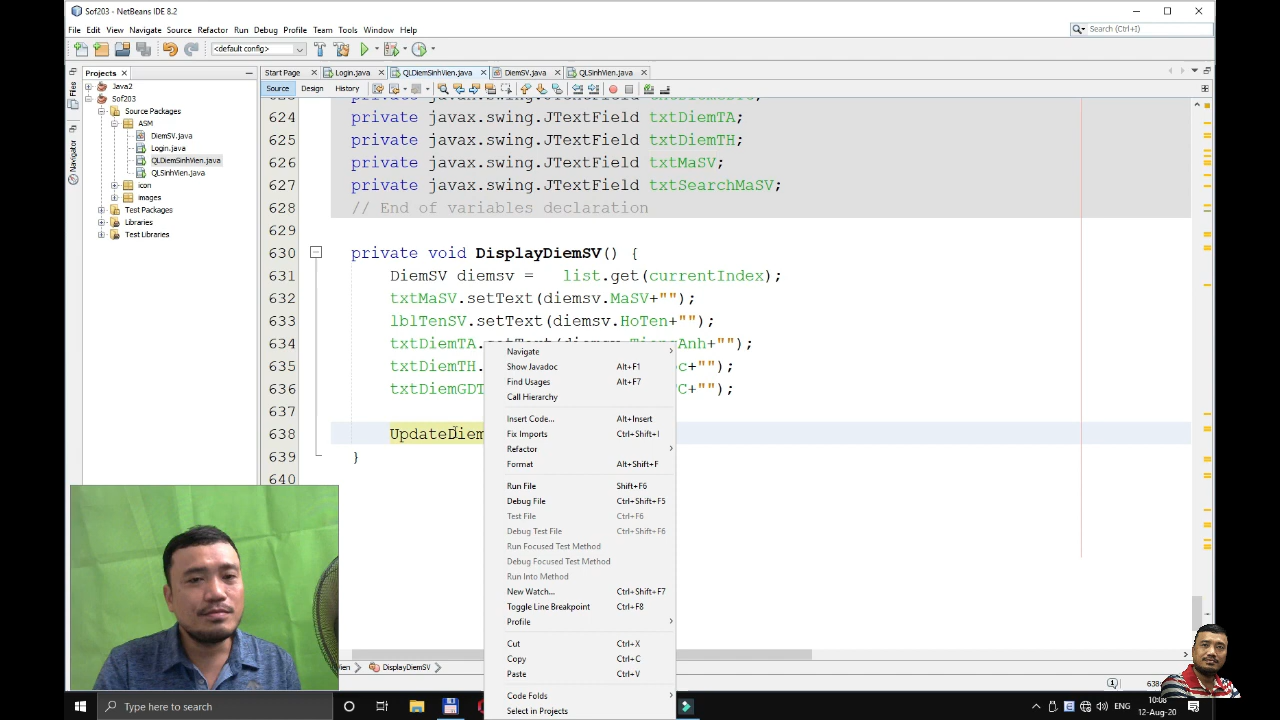 Sof203 - NetBeans IDE 8.2
File Edit View Navigate Source Refactor Run Debug Profile Team Tools Window Help
Search (Ctrl+I)
<default config>
Projects
Start Page
Login.java
QLDiemSinhVien.java
DiemSV.java
QLSinhVien.java
Source Design History
Files
Navigator
Java2
Sof203
Source Packages
ASM
DiemSV.java
Login.java
QLDiemSinhVien.java
QLSinhVien.java
icon
images
Test Packages
Libraries
Test Libraries
624 private javax.swing.JTextField txtDiemTA;
625 private javax.swing.JTextField txtDiemTH;
626 private javax.swing.JTextField txtMaSV;
627 private javax.swing.JTextField txtSearchMaSV;
628 // End of variables declaration
629
630 private void DisplayDiemSV() {
631 DiemSV diemsv = list.get(currentIndex);
632 txtMaSV.setText(diemsv.MaSV+"");
633 lblTenSV.setText(diemsv.HoTen+"");
634 txtDiemTA.setText(diemsv.TiengAnh+"");
635 txtDiemTH. oc+"");
636 txtDiemGDT C+"");
637
638 UpdateDiem
639 }
640
Navigate
Show Javadoc Alt+F1
Find Usages Alt+F7
Call Hierarchy
Insert Code... Alt+Insert
Fix Imports Ctrl+Shift+I
Refactor
Format Alt+Shift+F
Run File Shift+F6
Debug File Ctrl+Shift+F5
Test File Ctrl+F6
Debug Test File Ctrl+Shift+F6
Run Focused Test Method
Debug Focused Test Method
Run Into Method
New Watch... Ctrl+Shift+F7
Toggle Line Breakpoint Ctrl+F8
Profile
Cut Ctrl+X
Copy Ctrl+C
Paste Ctrl+V
Code Folds
Select in Projects
DisplayDiemSV
Type here to search
ENG
10:08
12-Aug-20